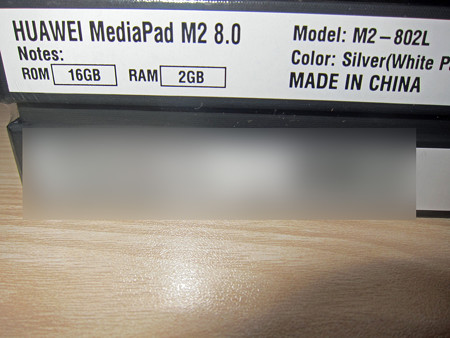 HUAWEI MediaPad M2 8.0
Notes:
ROM 16GB RAM 2GB
Model: M2-802L
Color: Silver(White
MADE IN CHINA